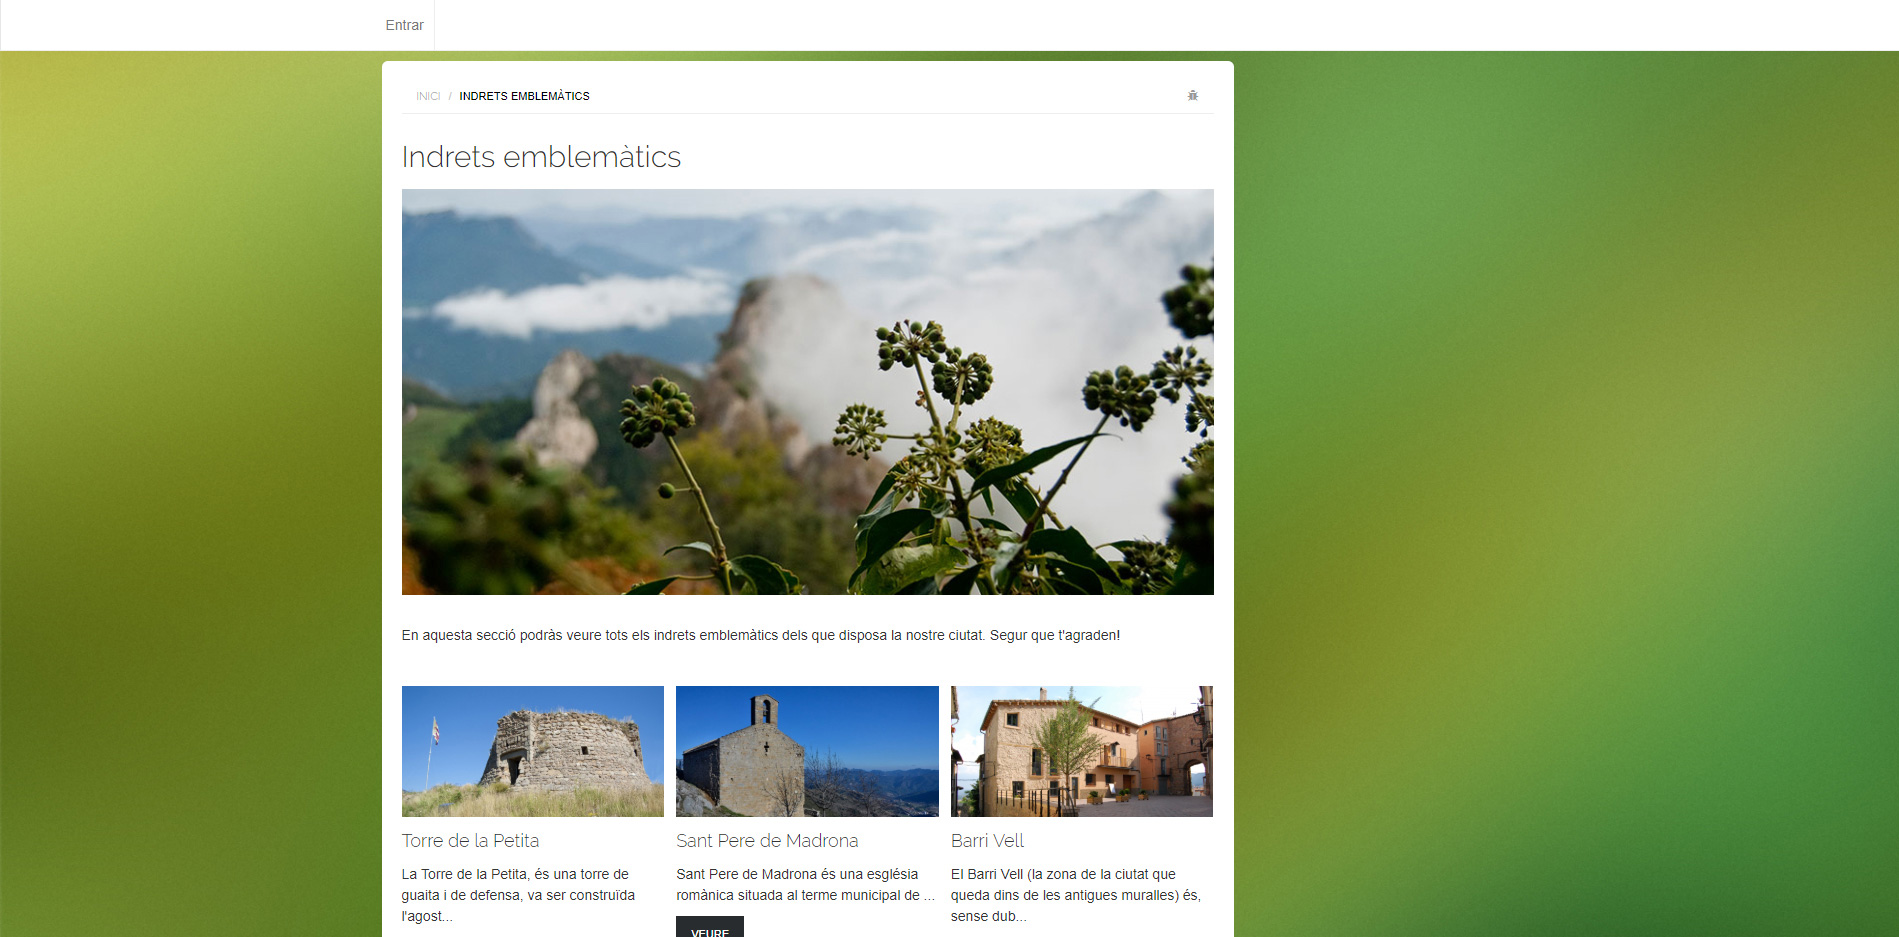 Entrar
INICI / INDRETS EMBLEMÀTICS
Indrets emblemàtics
En aquesta secció podràs veure tots els indrets emblemàtics dels que disposa la nostre ciutat. Segur que t'agraden!
Torre de la Petita
La Torre de la Petita, és una torre de
guaita i de defensa, va ser construïda
l'agost...
Sant Pere de Madrona
Sant Pere de Madrona és una església
romànica situada al terme municipal de ...
VEURE
Barri Vell
El Barri Vell (la zona de la ciutat que
queda dins de les antigues muralles) és,
sense dub...